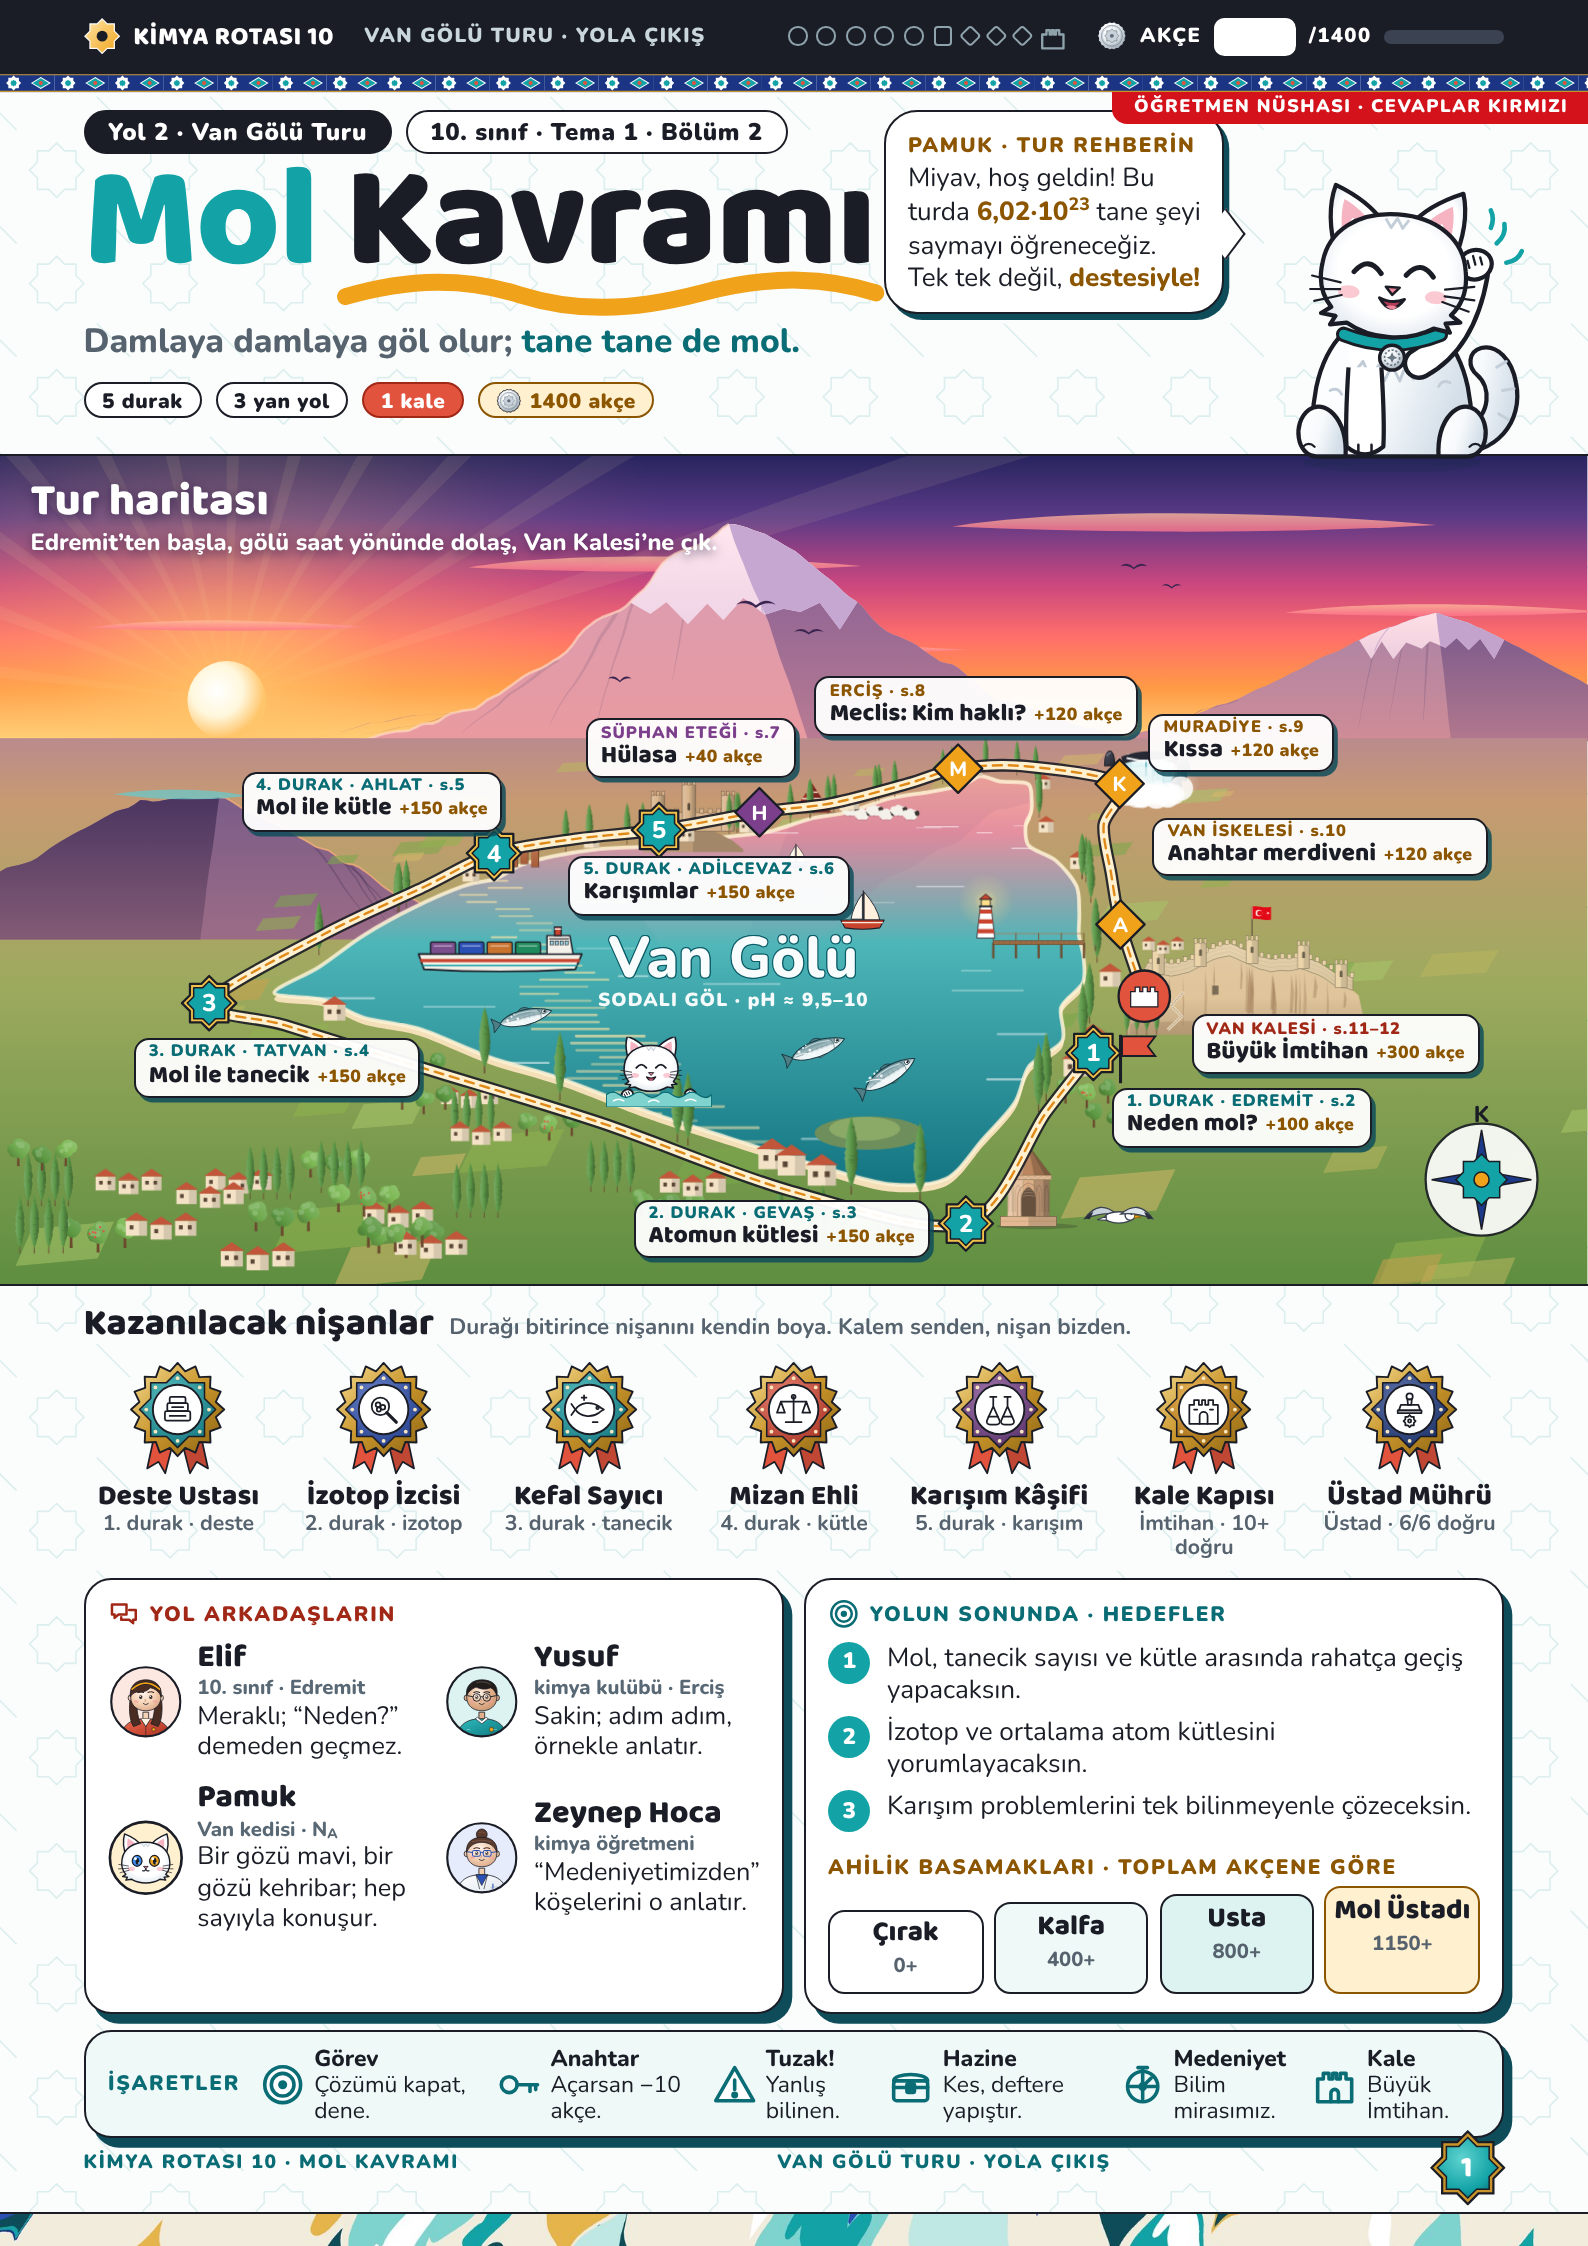 KİMYA ROTASI 10
VAN GÖLÜ TURU · YOLA ÇIKIŞ
AKÇE
/1400
ÖĞRETMEN NÜSHASI · CEVAPLAR KIRMIZI
Yol 2 · Van Gölü Turu
10. sınıf · Tema 1 · Bölüm 2
Mol Kavramı
Damlaya damlaya göl olur; tane tane de mol.
5 durak
3 yan yol
1 kale
1400 akçe
PAMUK · TUR REHBERİN
Miyav, hoş geldin! Bu
turda 6,02·10²³ tane şeyi
saymayı öğreneceğiz.
Tek tek değil, destesiyle!
Tur haritası
Edremit’ten başla, gölü saat yönünde dolaş, Van Kalesi’ne çık.
ERCİŞ · s.8
Meclis: Kim haklı? +120 akçe
MURADİYE · s.9
Kıssa +120 akçe
SÜPHAN ETEĞİ · s.7
Hülasa +40 akçe
4. DURAK · AHLAT · s.5
Mol ile kütle +150 akçe
M
K
H
5
4
VAN İSKELESİ · s.10
Anahtar merdiveni +120 akçe
5. DURAK · ADİLCEVAZ · s.6
Karışımlar +150 akçe
A
Van Gölü
SODALI GÖL · pH ≈ 9,5–10
3
VAN KALESİ · s.11–12
Büyük İmtihan +300 akçe
1
3. DURAK · TATVAN · s.4
Mol ile tanecik +150 akçe
1. DURAK · EDREMİT · s.2
Neden mol? +100 akçe
K
2. DURAK · GEVAŞ · s.3
Atomun kütlesi +150 akçe
2
Kazanılacak nişanlar
Durağı bitirince nişanını kendin boya. Kalem senden, nişan bizden.
Deste Ustası
1. durak · deste
İzotop İzcisi
2. durak · izotop
Kefal Sayıcı
3. durak · tanecik
Mizan Ehli
4. durak · kütle
Karışım Kâşifi
5. durak · karışım
Kale Kapısı
İmtihan · 10+
doğru
Üstad Mührü
Üstad · 6/6 doğru
YOL ARKADAŞLARIN
Elif
10. sınıf · Edremit
Meraklı; “Neden?”
demeden geçmez.
Yusuf
kimya kulübü · Erciş
Sakin; adım adım,
örnekle anlatır.
Pamuk
Van kedisi · Nᴀ
Bir gözü mavi, bir
gözü kehribar; hep
sayıyla konuşur.
Zeynep Hoca
kimya öğretmeni
“Medeniyetimizden”
köşelerini o anlatır.
YOLUN SONUNDA · HEDEFLER
1
Mol, tanecik sayısı ve kütle arasında rahatça geçiş
yapacaksın.
2
İzotop ve ortalama atom kütlesini
yorumlayacaksın.
3
Karışım problemlerini tek bilinmeyenle çözeceksin.
AHİLİK BASAMAKLARI · TOPLAM AKÇENE GÖRE
Çırak
0+
Kalfa
400+
Usta
800+
Mol Üstadı
1150+
İŞARETLER
Görev
Çözümü kapat,
dene.
Anahtar
Açarsan −10
akçe.
Tuzak!
Yanlış
bilinen.
Hazine
Kes, deftere
yapıştır.
Medeniyet
Bilim
mirasımız.
Kale
Büyük
İmtihan.
KİMYA ROTASI 10 · MOL KAVRAMI
VAN GÖLÜ TURU · YOLA ÇIKIŞ
1